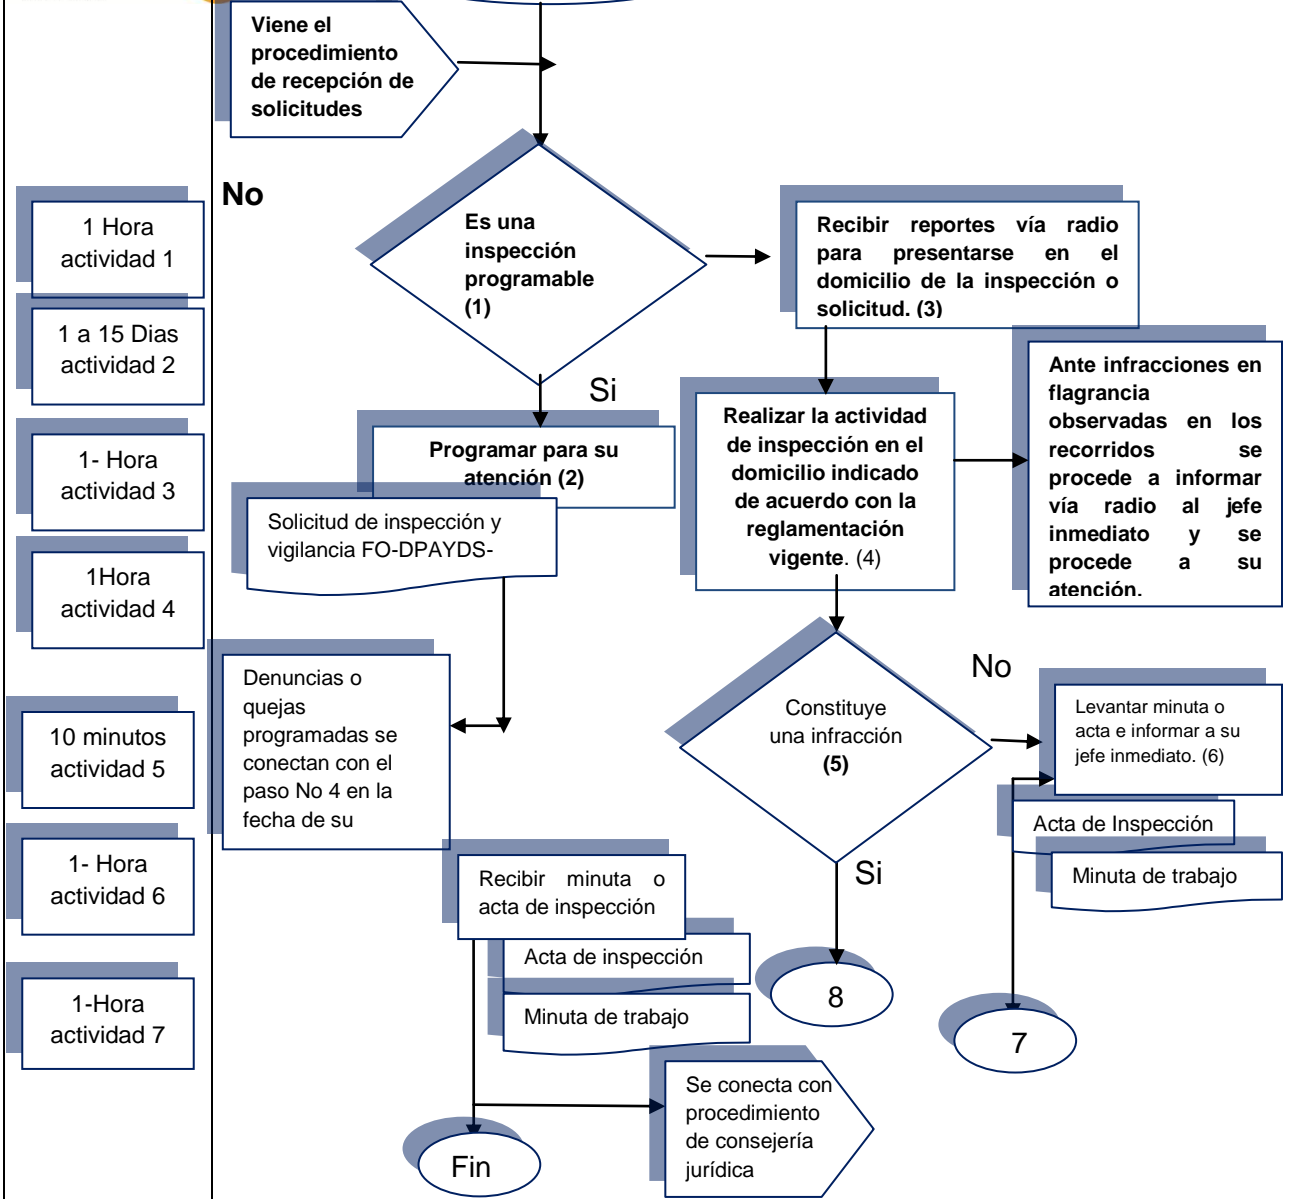 Viene el
procedimiento
de recepción de
solicitudes
No
1 Hora
actividad 1
Es una
inspección
programable
(1)
Recibir reportes vía radio
para presentarse en el
domicilio de la inspección o
solicitud. (3)
1 a 15 Dias
actividad 2
Si
Programar para su
atención (2)
Solicitud de inspección y
vigilancia FO-DPAYDS-
Realizar la actividad
de inspección en el
domicilio indicado
de acuerdo con la
reglamentación
vigente. (4)
Ante infracciones en
flagrancia
observadas en los
recorridos se
procede a informar
vía radio al jefe
inmediato y se
procede a su
atención.
1- Hora
actividad 3
1Hora
actividad 4
Denuncias o
quejas
programadas se
conectan con el
paso No 4 en la
fecha de su
Constituye
una infracción
(5)
No
Levantar minuta o
acta e informar a su
jefe inmediato. (6)
Acta de Inspección
Minuta de trabajo
10 minutos
actividad 5
1- Hora
actividad 6
Recibir minuta o
acta de inspección
Acta de inspección
Minuta de trabajo
Si
8
7
1-Hora
actividad 7
Se conecta con
procedimiento
de consejería
jurídica
Fin